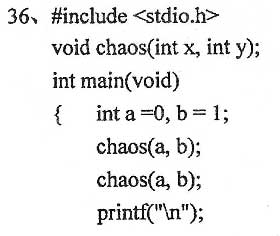 36、#include <stdio.h>
void chaos(int x, int y);
int main(void)
{ int a =0, b = 1;
chaos(a, b);
chaos(a, b);
printf("\n");